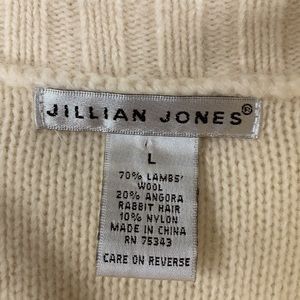 JILLIAN JONES®
L
70% LAMBS'
WOOL
20% ANGORA
RABBIT HAIR
10% NYLON
MADE IN CHINA
RN 75343
CARE ON REVERSE